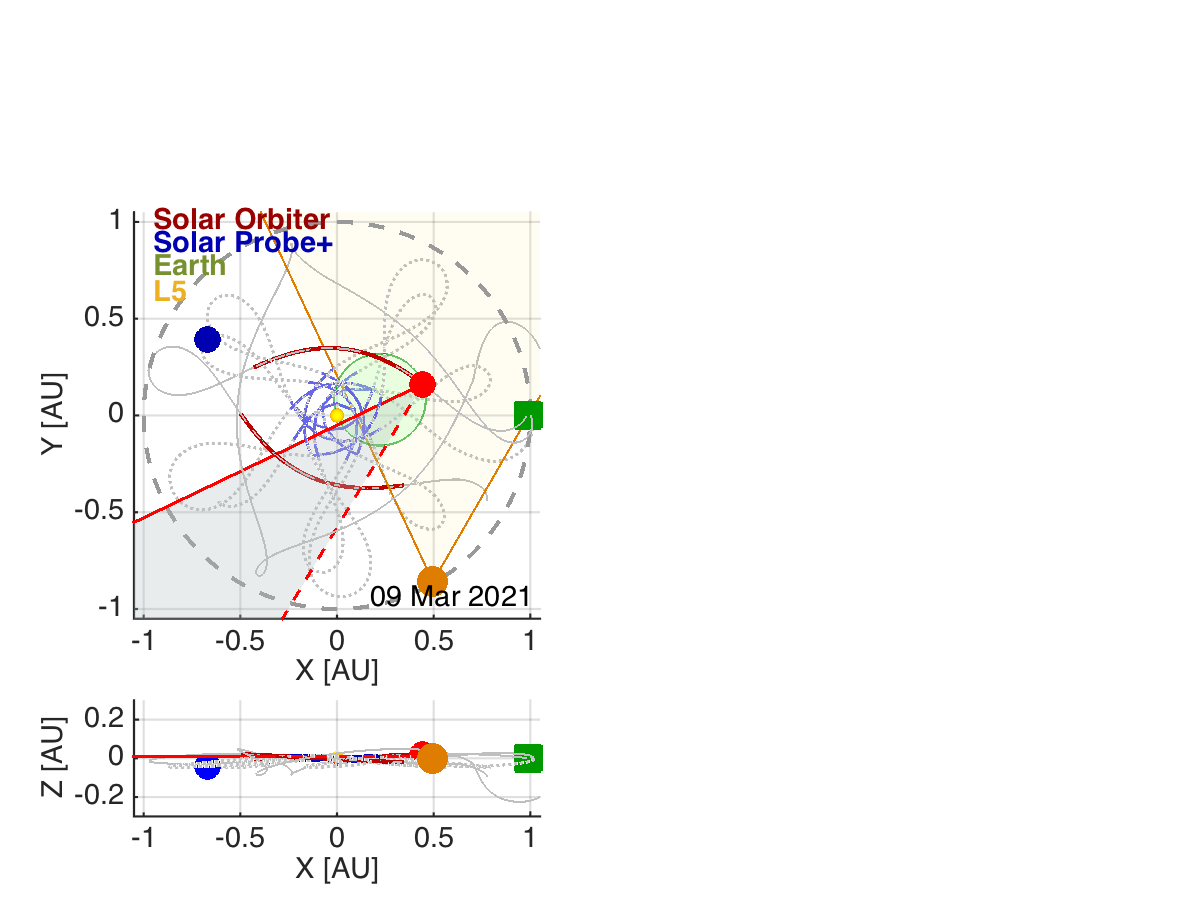 Solar Orbiter
Solar Probe+
Earth
L5
1
0.5
0
-0.5
-1
Y [AU]
09 Mar 2021
-1 -0.5 0 0.5 1
X [AU]
0.2
0
-0.2
Z [AU]
-1 -0.5 0 0.5 1
X [AU]